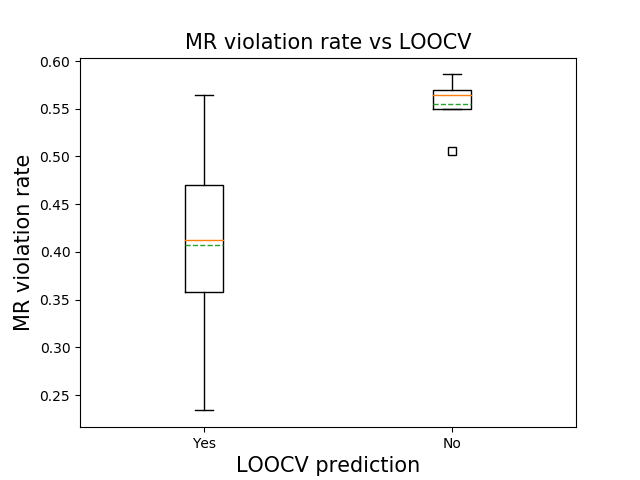 MR violation rate vs LOOCV
MR violation rate
0.60
0.55
0.50
0.45
0.40
0.35
0.30
0.25
Yes
No
LOOCV prediction